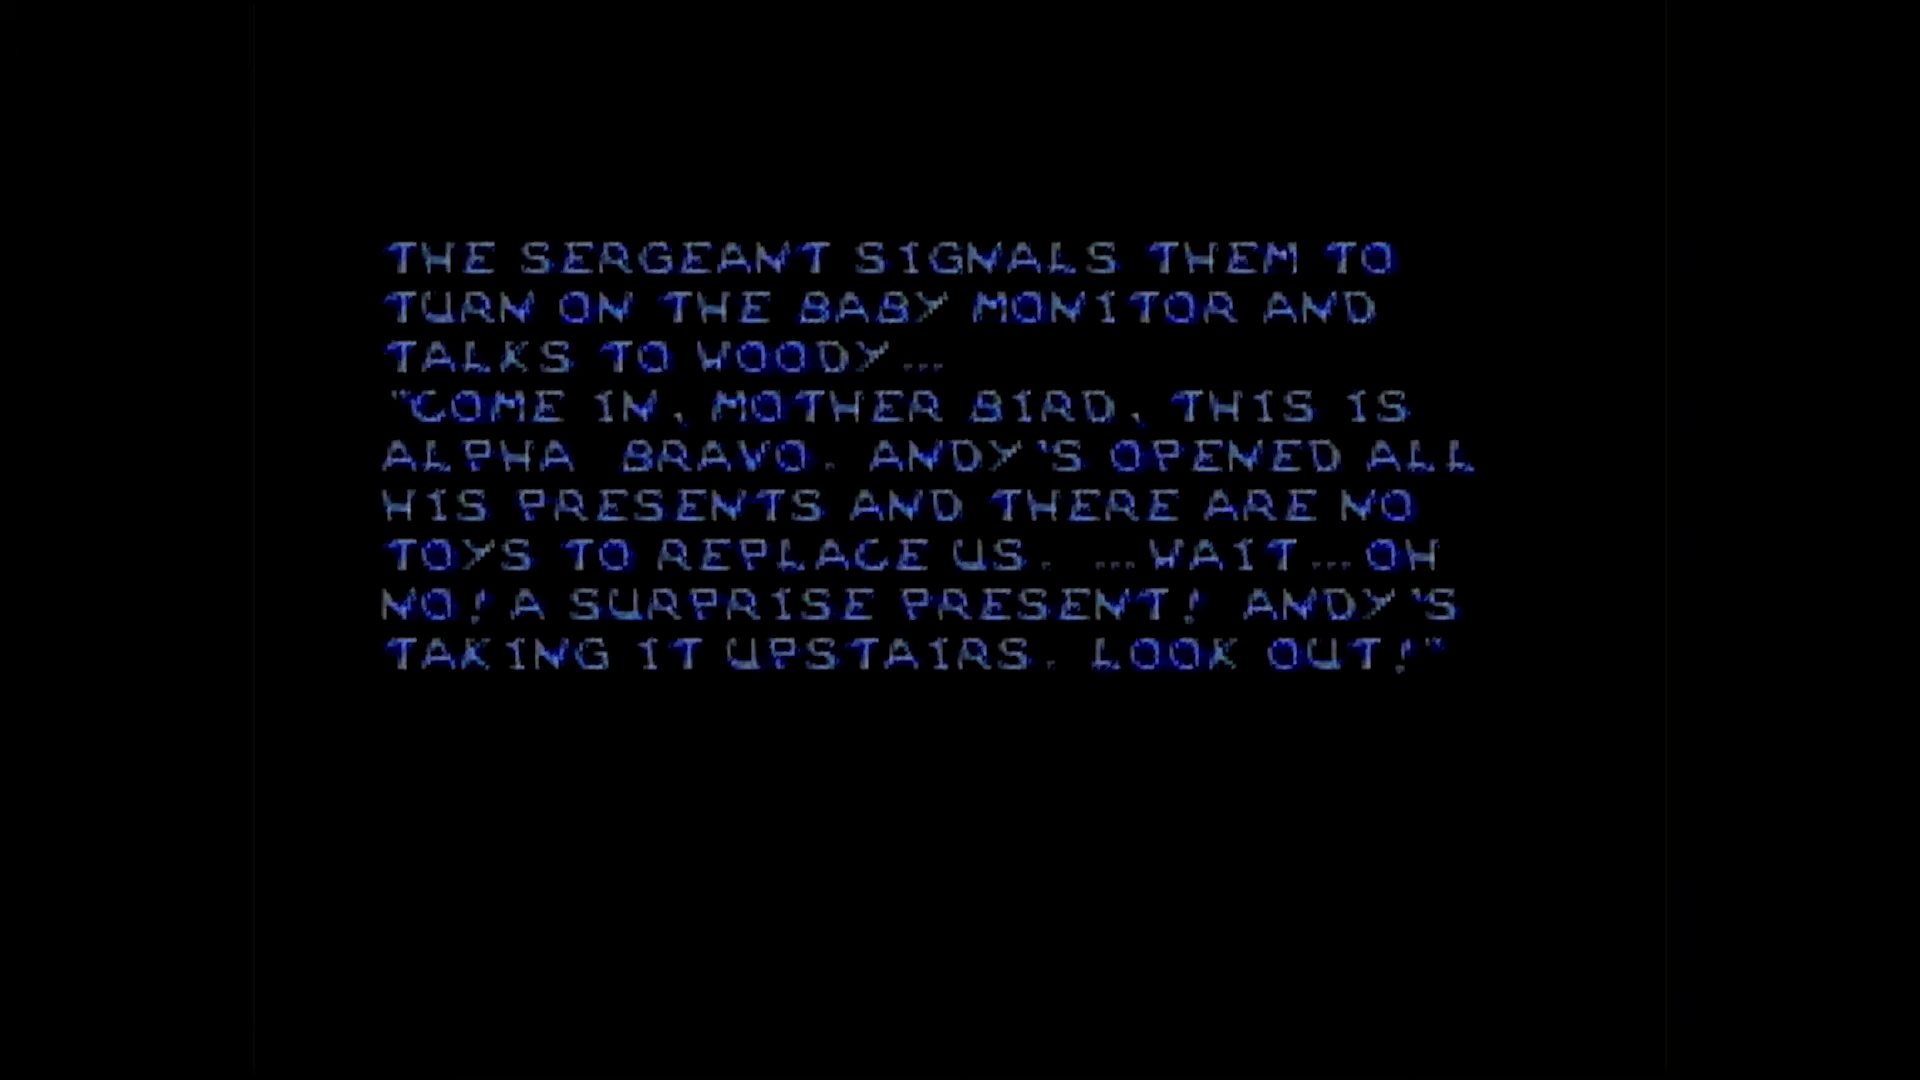 THE SERGEANT SIGNALS THEM TO
TURN ON THE BABY MONITOR AND
TALKS TO WOODY...
"COME IN, MOTHER BIRD, THIS IS
ALPHA BRAVO. ANDY'S OPENED ALL
HIS PRESENTS AND THERE ARE NO
TOYS TO REPLACE US. ...WAIT...OH
NO! A SURPRISE PRESENT! ANDY'S
TAKING IT UPSTAIRS. LOOK OUT!"